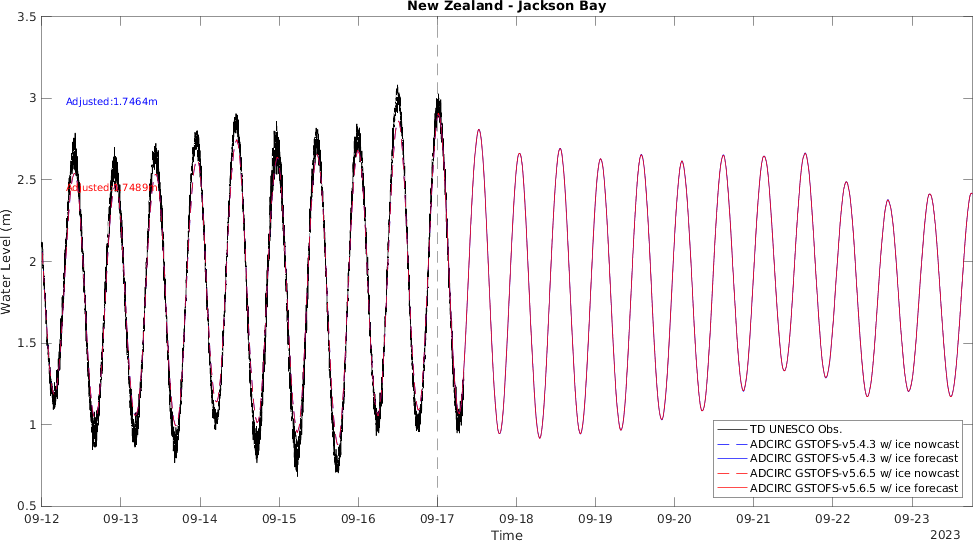 New Zealand - Jackson Bay
3.5
3
2.5
2
1.5
1
0.5
Water Level (m)
Adjusted:1.7464m
Adjusted:1.7489m
TD UNESCO Obs.
ADCIRC GSTOFS-v5.4.3 w/ ice nowcast
ADCIRC GSTOFS-v5.4.3 w/ ice forecast
ADCIRC GSTOFS-v5.6.5 w/ ice nowcast
ADCIRC GSTOFS-v5.6.5 w/ ice forecast
09-12 09-13 09-14 09-15 09-16 09-17 09-18 09-19 09-20 09-21 09-22 09-23
Time
2023